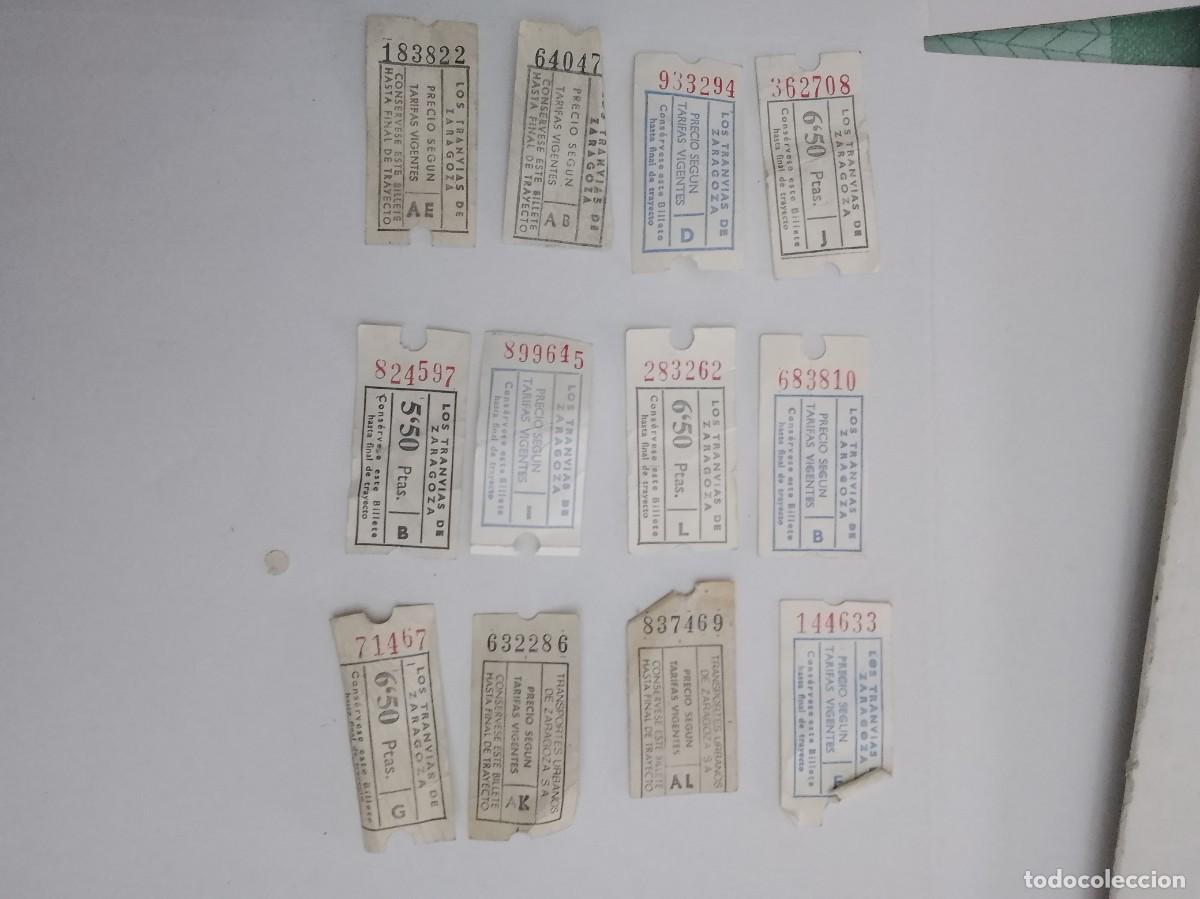 183822
LOS TRANVIAS DE
ZARAGOZA
PRECIO SEGUN
TARIFAS VIGENTES
A E
CONSERVESE ESTE BILLETE
HASTA FINAL DE TRAYECTO
64047
S TRANVIAS DE
ZARAGOZA
PRECIO SEGUN
TARIFAS VIGENTES
A B
CONSERVESE ESTE BILLETE
HASTA FINAL DE TRAYECTO
933294
LOS TRANVIAS DE
ZARAGOZA
PRECIO SEGUN
TARIFAS VIGENTES
D
Consérvese este Billete
hasta final de trayecto
362708
LOS TRANVIAS DE
ZARAGOZA
6'50 Ptas.
Consérvese este Billete
hasta final de trayecto
824597
LOS TRANVIAS DE
ZARAGOZA
5'50 Ptas.
B
Consérvese este Billete
hasta final de trayecto
899645
LOS TRANVIAS DE
ZARAGOZA
PRECIO SEGUN
TARIFAS VIGENTES
I
Consérvese este Billete
hasta final de trayecto
283262
LOS TRANVIAS DE
ZARAGOZA
6'50 Ptas.
L
Consérvese este Billete
hasta final de trayecto
683810
LOS TRANVIAS DE
ZARAGOZA
PRECIO SEGUN
TARIFAS VIGENTES
B
Consérvese este Billete
hasta final de trayecto
71467
LOS TRANVIAS DE
ZARAGOZA
6'50 Ptas.
G
Consérvese este Billete
hasta final de trayecto
632286
TRANSPORTES URBANOS
DE ZARAGOZA S A
PRECIO SEGUN
TARIFAS VIGENTES
A K
CONSERVESE ESTE BILLETE
HASTA FINAL DE TRAYECTO
837469
TRANSPORTES URBANOS
DE ZARAGOZA S A
PRECIO SEGUN
TARIFAS VIGENTES
A L
CONSERVESE ESTE BILLETE
HASTA FINAL DE TRAYECTO
144633
LOS TRANVIAS
ZARAGOZA
PRECIO SEGUN
TARIFAS VIGENTES
Consérvese este Billete
hasta final de trayecto
todocoleccion